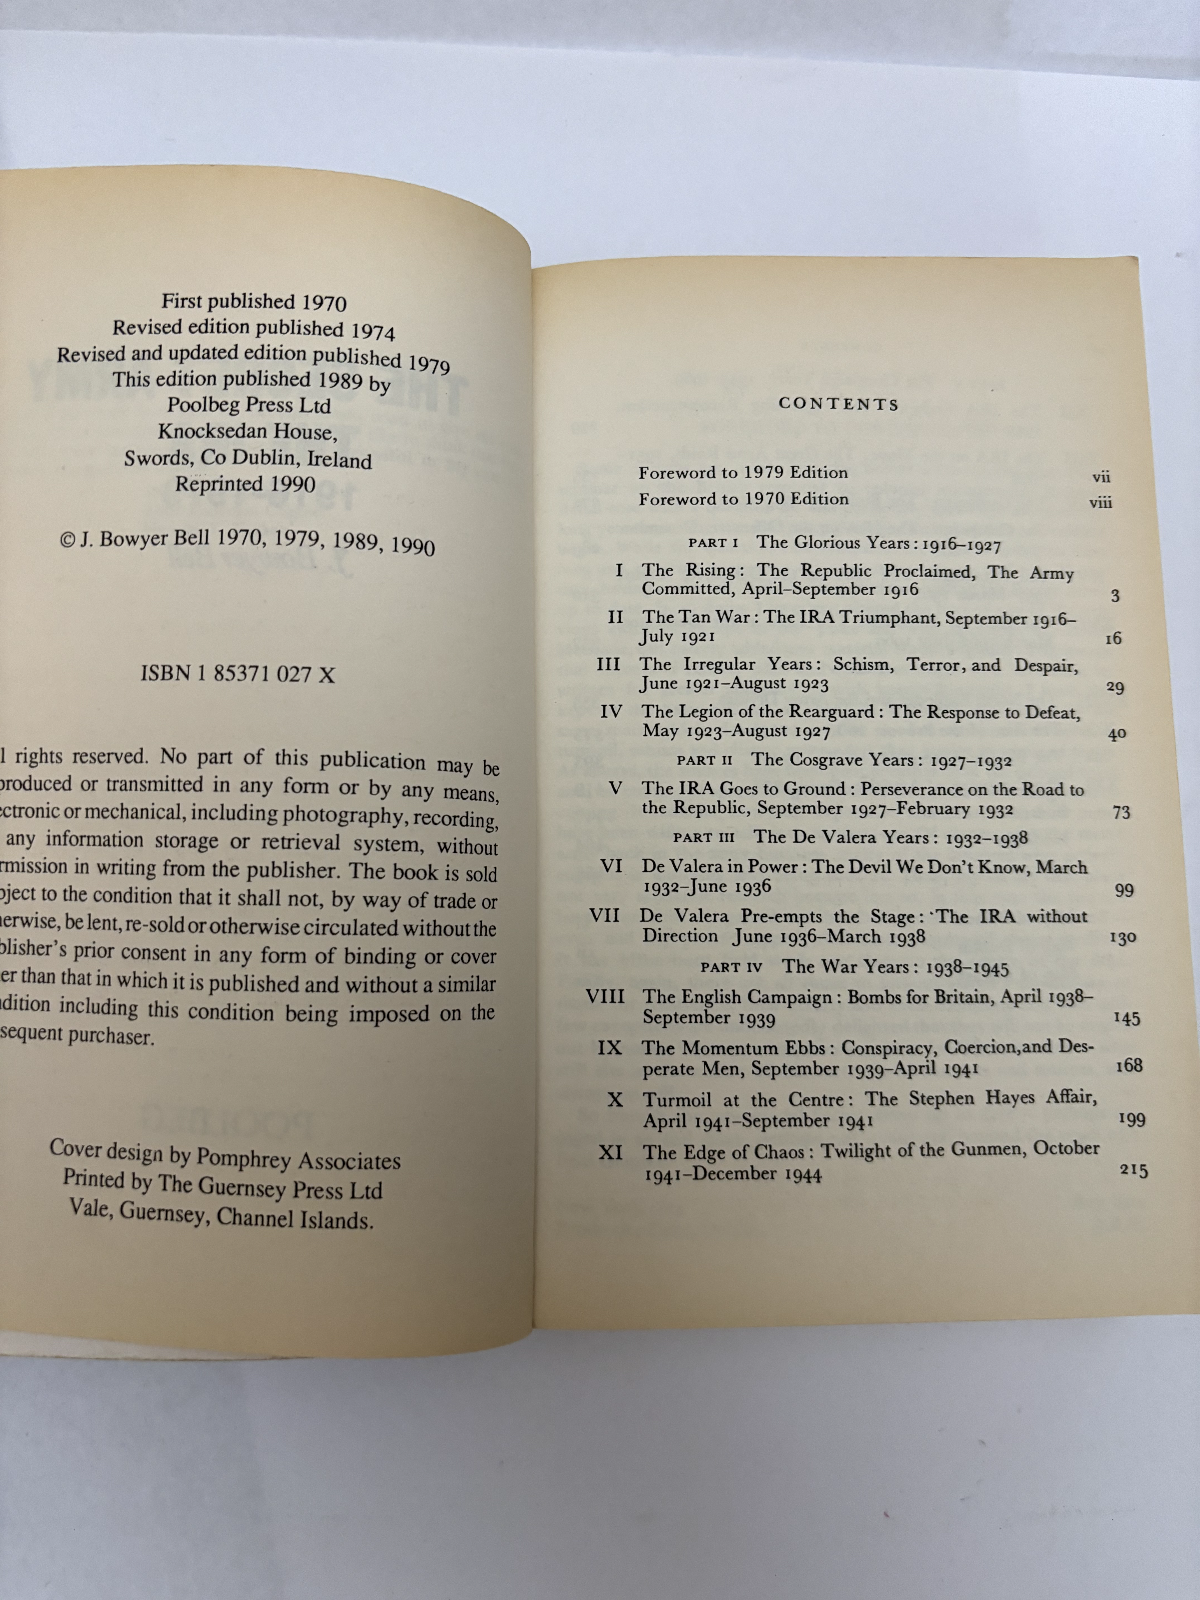 First published 1970
Revised edition published 1974
Revised and updated edition published 1979
This edition published 1989 by
Poolbeg Press Ltd
Knocksedan House,
Swords, Co Dublin, Ireland
Reprinted 1990
© J. Bowyer Bell 1970, 1979, 1989, 1990
ISBN 1 85371 027 X
l rights reserved. No part of this publication may be
produced or transmitted in any form or by any means,
ctronic or mechanical, including photography, recording,
any information storage or retrieval system, without
rmission in writing from the publisher. The book is sold
bject to the condition that it shall not, by way of trade or
herwise, be lent, re-sold or otherwise circulated without the
blisher's prior consent in any form of binding or cover
er than that in which it is published and without a similar
ndition including this condition being imposed on the
sequent purchaser.
Cover design by Pomphrey Associates
Printed by The Guernsey Press Ltd
Vale, Guernsey, Channel Islands.
CONTENTS
Foreword to 1979 Edition vii
Foreword to 1970 Edition viii
PART I The Glorious Years: 1916–1927
I The Rising: The Republic Proclaimed, The Army
Committed, April–September 1916 3
II The Tan War: The IRA Triumphant, September 1916–
July 1921 16
III The Irregular Years: Schism, Terror, and Despair,
June 1921–August 1923 29
IV The Legion of the Rearguard: The Response to Defeat,
May 1923–August 1927 40
PART II The Cosgrave Years: 1927–1932
V The IRA Goes to Ground: Perseverance on the Road to
the Republic, September 1927–February 1932 73
PART III The De Valera Years: 1932–1938
VI De Valera in Power: The Devil We Don't Know, March
1932–June 1936 99
VII De Valera Pre-empts the Stage: The IRA without
Direction June 1936–March 1938 130
PART IV The War Years: 1938–1945
VIII The English Campaign: Bombs for Britain, April 1938–
September 1939 145
IX The Momentum Ebbs: Conspiracy, Coercion,and Des-
perate Men, September 1939–April 1941 168
X Turmoil at the Centre: The Stephen Hayes Affair,
April 1941–September 1941 199
XI The Edge of Chaos: Twilight of the Gunmen, October
1941–December 1944 215